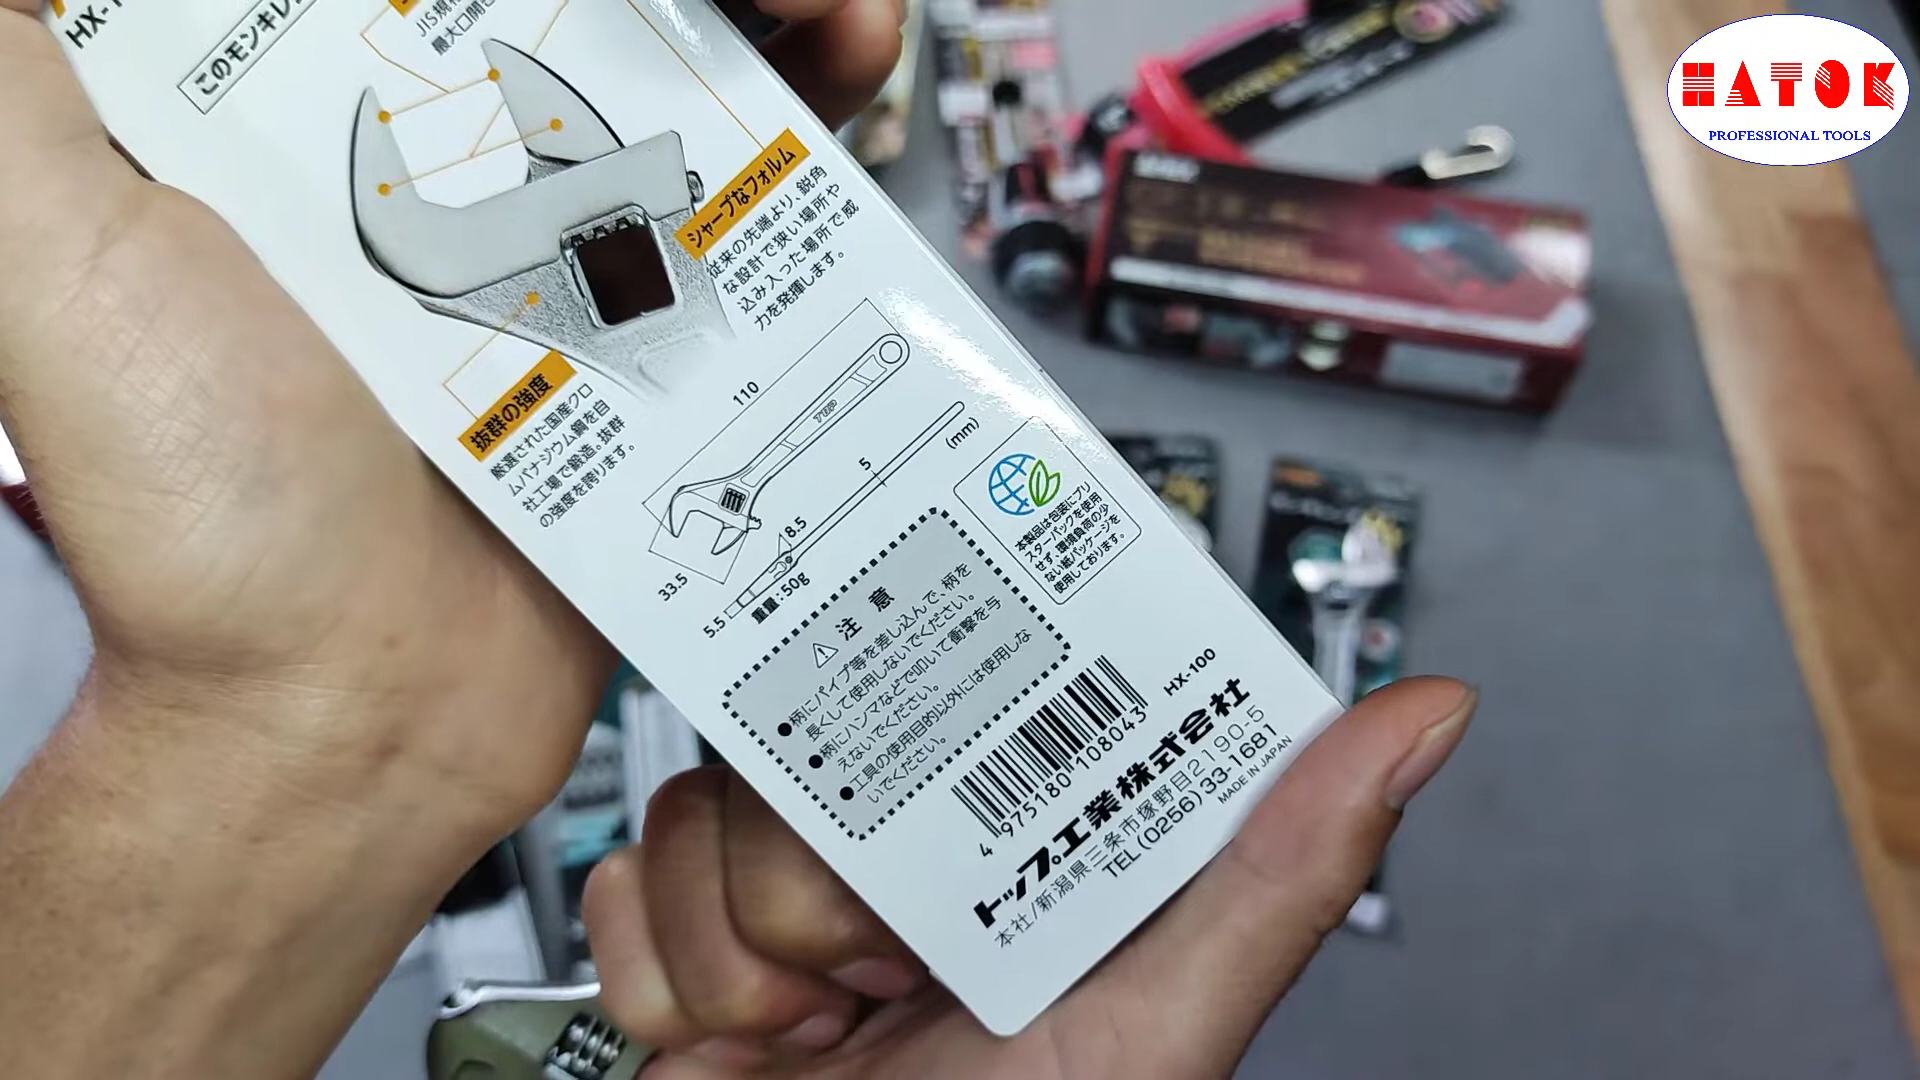 このモンキレ
JIS規
最大口開き
シャープなフォルム
従来の先端より、鋭角
な設計で狭い場所や
込み入った場所で威
力を発揮します。
抜群の強度
厳選された国産クロ
ムバナジウム鋼を自
社工場で鍛造。抜群
の強度を誇ります。
110
TOP
(mm)
5
8.5
33.5
5.5
重量:50g
本製品は包装にブリ
スターパックを使用
せず、環境負荷の少
ない紙パッケージを
使用しております。
注意
●柄にパイプ等を差し込んで、柄を
長くして使用しないでください。
●柄にハンマなどで叩いて衝撃を与
えないでください。
●工具の使用目的以外には使用しな
いでください。
4 975180 108043
HX-100
トップ工業株式会社
本社/新潟県三条市塚野目2190-5
TEL(0256)33-1681
MADE IN JAPAN
HATOK
PROFESSIONAL TOOLS